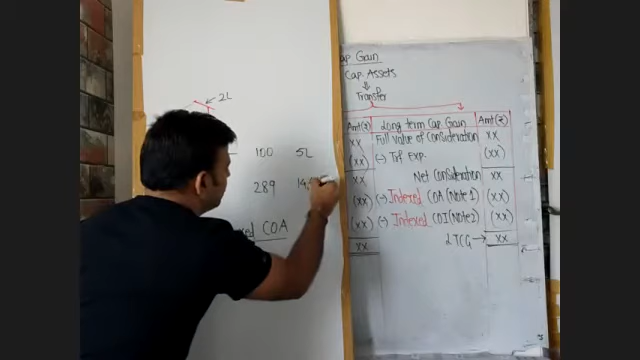 2L
100 5L
289 14
COA
Cap Gain
Cap. Assets
Transfer
Amt(₹) Long term Cap. Gain Amt(₹)
XX Full value of Consideration XX
(XX) (-) Trf Exp. (XX)
XX Net Consideration XX
(XX) (-) Indexed COA (Note 1) (XX)
(XX) (-) Indexed COI (Note 2) (XX)
XX LTCG → XX